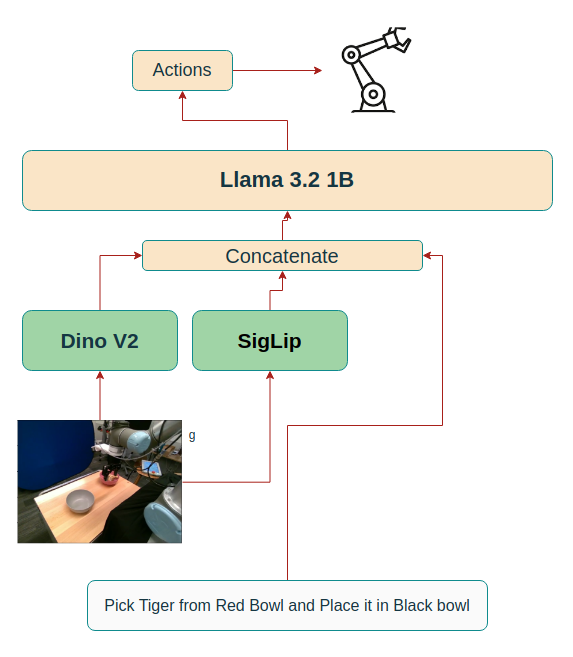 Actions
Llama 3.2 1B
Concatenate
Dino V2
SigLip
g
Pick Tiger from Red Bowl and Place it in Black bowl